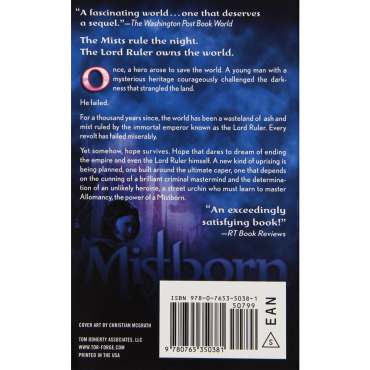 "A fascinating world...one that deserves
a sequel."—The Washington Post Book World
The Mists rule the night.
The Lord Ruler owns the world.
Once, a hero arose to save the world. A young man with a
mysterious heritage courageously challenged the dark-
ness that strangled the land.
He failed.
For a thousand years since, the world has been a wasteland of ash and
mist ruled by the immortal emperor known as the Lord Ruler. Every
revolt has failed miserably.
Yet somehow, hope survives. Hope that dares to dream of ending
the empire and even the Lord Ruler himself. A new kind of uprising is
being planned, one built around the ultimate caper, one that depends
on the cunning of a brilliant criminal mastermind and the determina-
tion of an unlikely heroine, a street urchin who must learn to master
Allomancy, the power of a Mistborn.
"An exceedingly
satisfying book!"
—RT Book Reviews
Mistborn
ISBN 978-0-7653-5038-1
50799
EAN
S
9 780765 350381
COVER ART BY CHRISTIAN MCGRATH
TOM DOHERTY ASSOCIATES, LLC
WWW.TOR-FORGE.COM
PRINTED IN THE USA